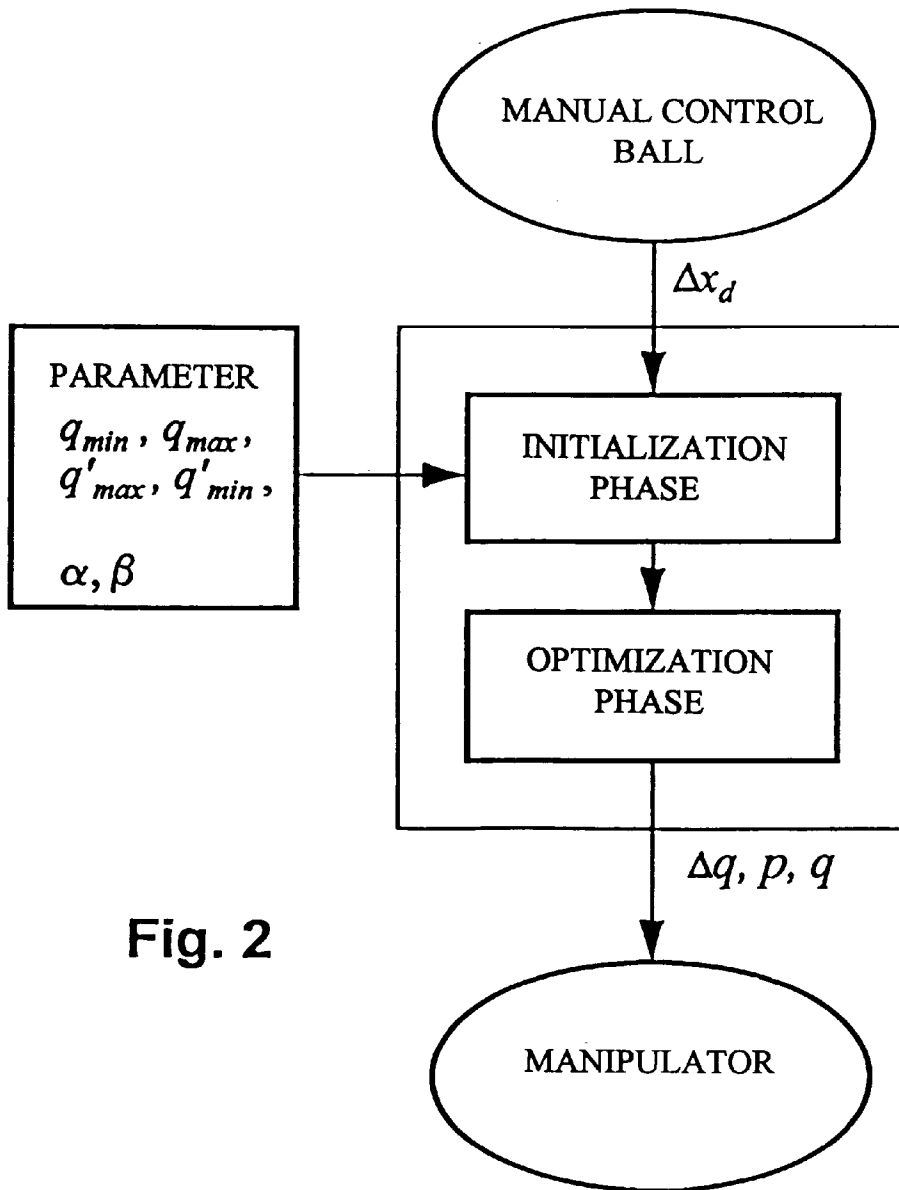 MANUAL CONTROL
BALL
Δx_d
PARAMETER
q_min, q_max,
q'_max, q'_min,
α, β
INITIALIZATION
PHASE
OPTIMIZATION
PHASE
Δq, p, q
Fig. 2
MANIPULATOR